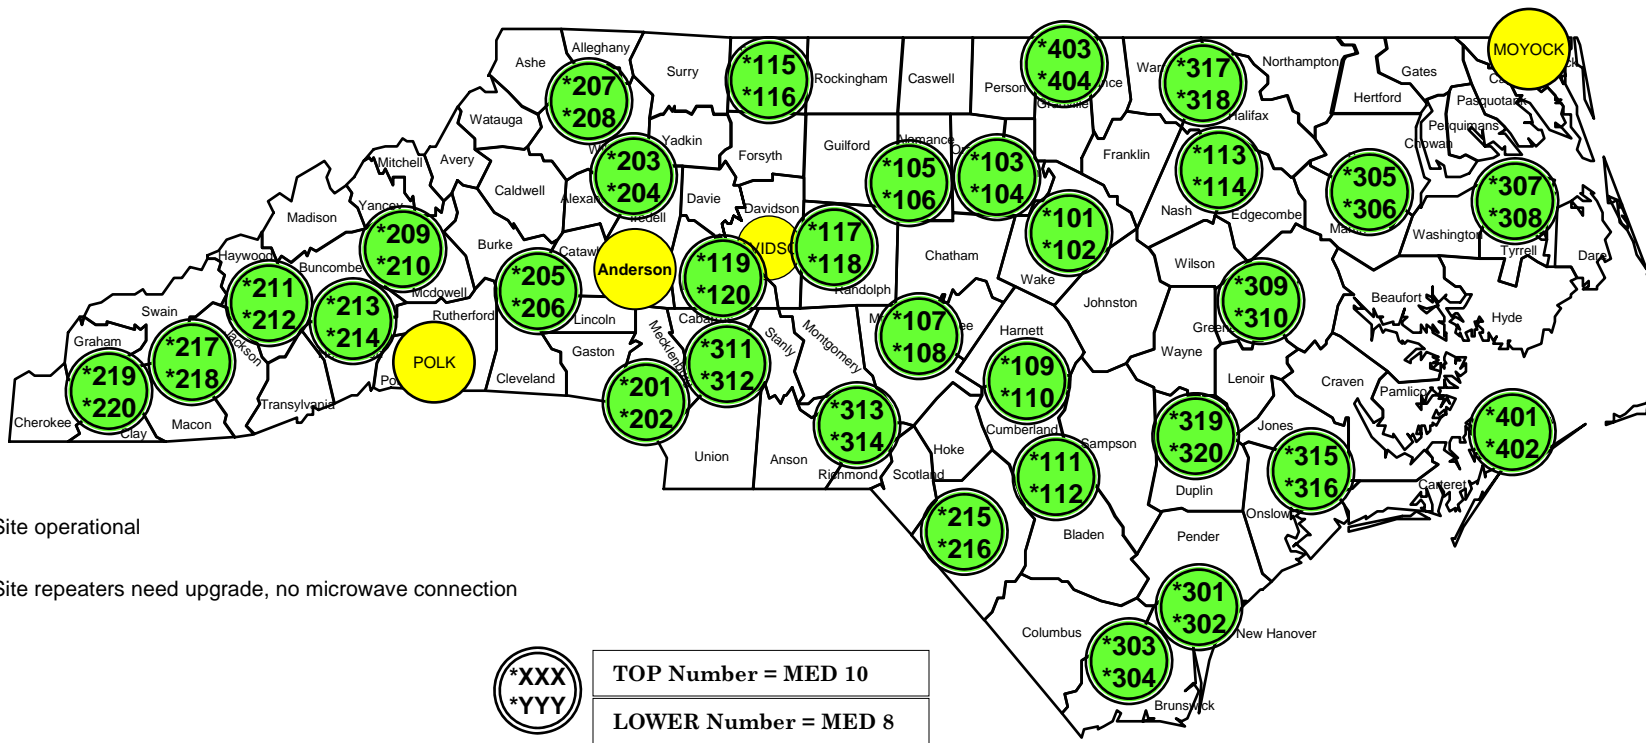 MOYOCK
Alleghany
Ashe
Surry
*115
*116
Rockingham
Caswell
Person
*403
*404
*317
*318
Northampton
Gates
Hertford
Pasquotank
Perquimans
Chowan
*207
*208
Watauga
Yadkin
Forsyth
Guilford
Alamance
Franklin
Halifax
Mitchell
Avery
*203
*204
*105
*106
*103
*104
*113
*114
*305
*306
*307
*308
Caldwell
Davie
Davidson
Nash
Edgecombe
Madison
Yancey
*209
*210
Burke
Anderson
*119
*120
*117
*118
Randolph
Chatham
*101
*102
Wake
Wilson
Washington
Tyrrell
Dare
Haywood
Buncombe
Mcdowell
*205
*206
*211
*212
*213
*214
Rutherford
Lincoln
Johnston
*309
*310
Beaufort
Hyde
Swain
Graham
Jackson
*217
*218
POLK
Gaston
Cleveland
Mecklenburg
*311
*312
Stanly
Montgomery
*107
*108
Harnett
Wayne
Lenoir
Craven
Pamlico
*219
*220
Cherokee
Clay
Macon
Transylvania
*201
*202
*313
*314
*109
*110
Cumberland
Sampson
*319
*320
Jones
*401
*402
Union
Anson
Richmond
Scotland
Hoke
*111
*112
Duplin
*315
*316
Carteret
Onslow
*215
*216
Bladen
Pender
Site operational
Site repeaters need upgrade, no microwave connection
*301
*302
New Hanover
Columbus
*303
*304
Brunswick
*XXX
*YYY
TOP Number = MED 10
LOWER Number = MED 8